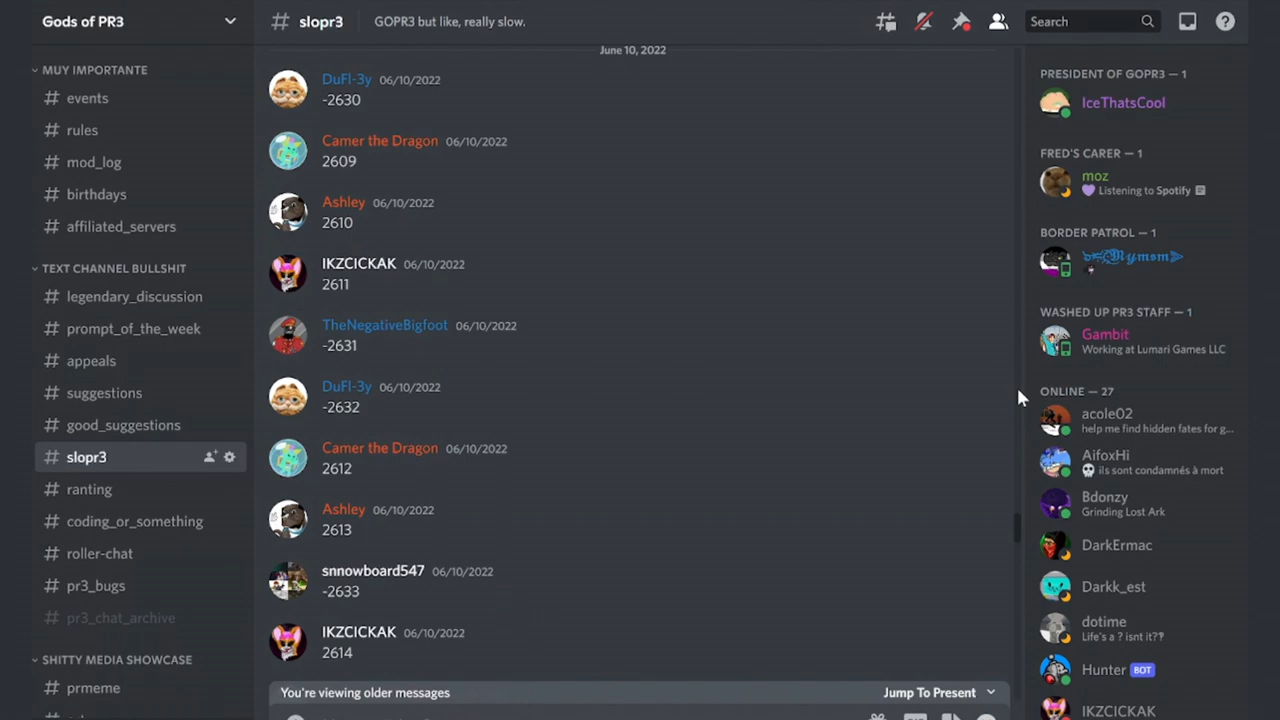 Gods of PR3
MUY IMPORTANTE
events
rules
mod_log
birthdays
affiliated_servers
TEXT CHANNEL BULLSHIT
legendary_discussion
prompt_of_the_week
appeals
suggestions
good_suggestions
slopr3
ranting
coding_or_something
roller-chat
pr3_bugs
pr3_chat_archive
SHITTY MEDIA SHOWCASE
prmeme
slopr3 GOPR3 but like, really slow.
Search
June 10, 2022
DuFl-3y 06/10/2022
-2630
Camer the Dragon 06/10/2022
2609
Ashley 06/10/2022
2610
IKZCICKAK 06/10/2022
2611
TheNegativeBigfoot 06/10/2022
-2631
DuFl-3y 06/10/2022
-2632
Camer the Dragon 06/10/2022
2612
Ashley 06/10/2022
2613
snnowboard547 06/10/2022
-2633
IKZCICKAK 06/10/2022
2614
You're viewing older messages Jump To Present
PRESIDENT OF GOPR3 — 1
IceThatsCool
FRED'S CARER — 1
moz
Listening to Spotify
BORDER PATROL — 1
WASHED UP PR3 STAFF — 1
Gambit
Working at Lumari Games LLC
ONLINE — 27
acole02
help me find hidden fates for g...
AifoxHi
ils sont condamnés à mort
Bdonzy
Grinding Lost Ark
DarkErmac
Darkk_est
dotime
Life's a ? isnt it??
Hunter BOT
IKZCICKAK